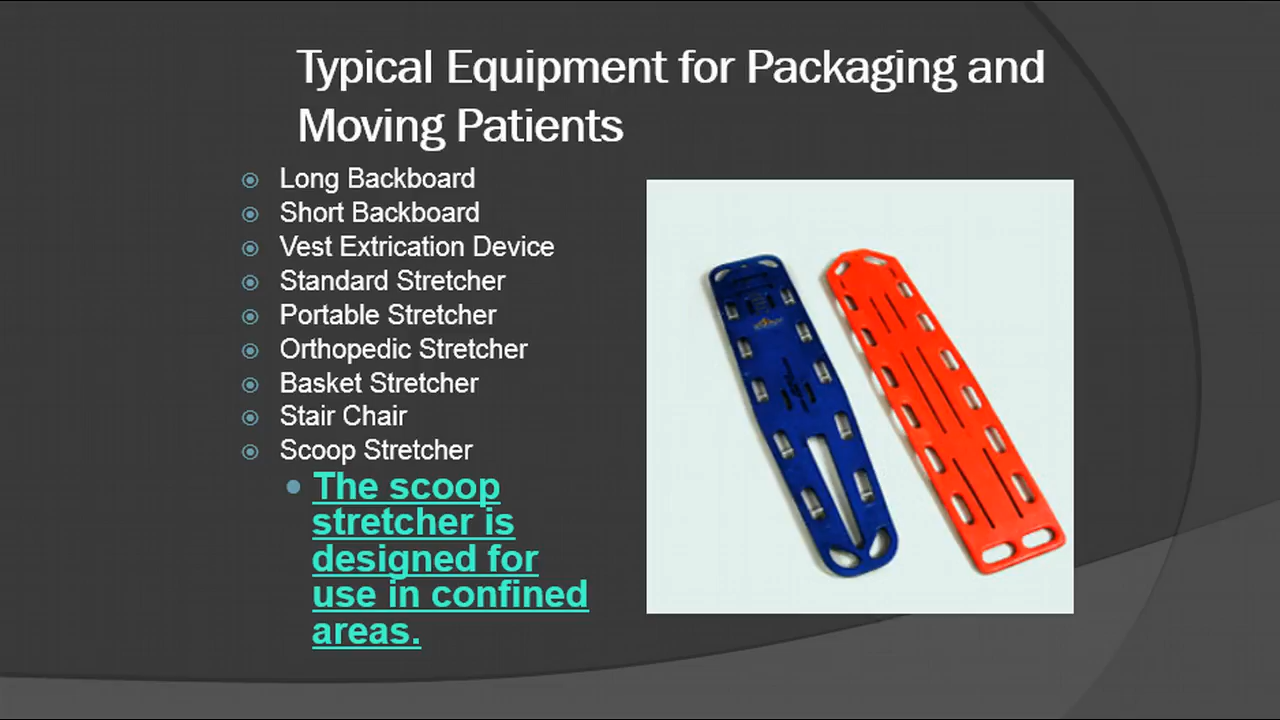 Typical Equipment for Packaging and
Moving Patients
Long Backboard
Short Backboard
Vest Extrication Device
Standard Stretcher
Portable Stretcher
Orthopedic Stretcher
Basket Stretcher
Stair Chair
Scoop Stretcher
The scoop
stretcher is
designed for
use in confined
areas.